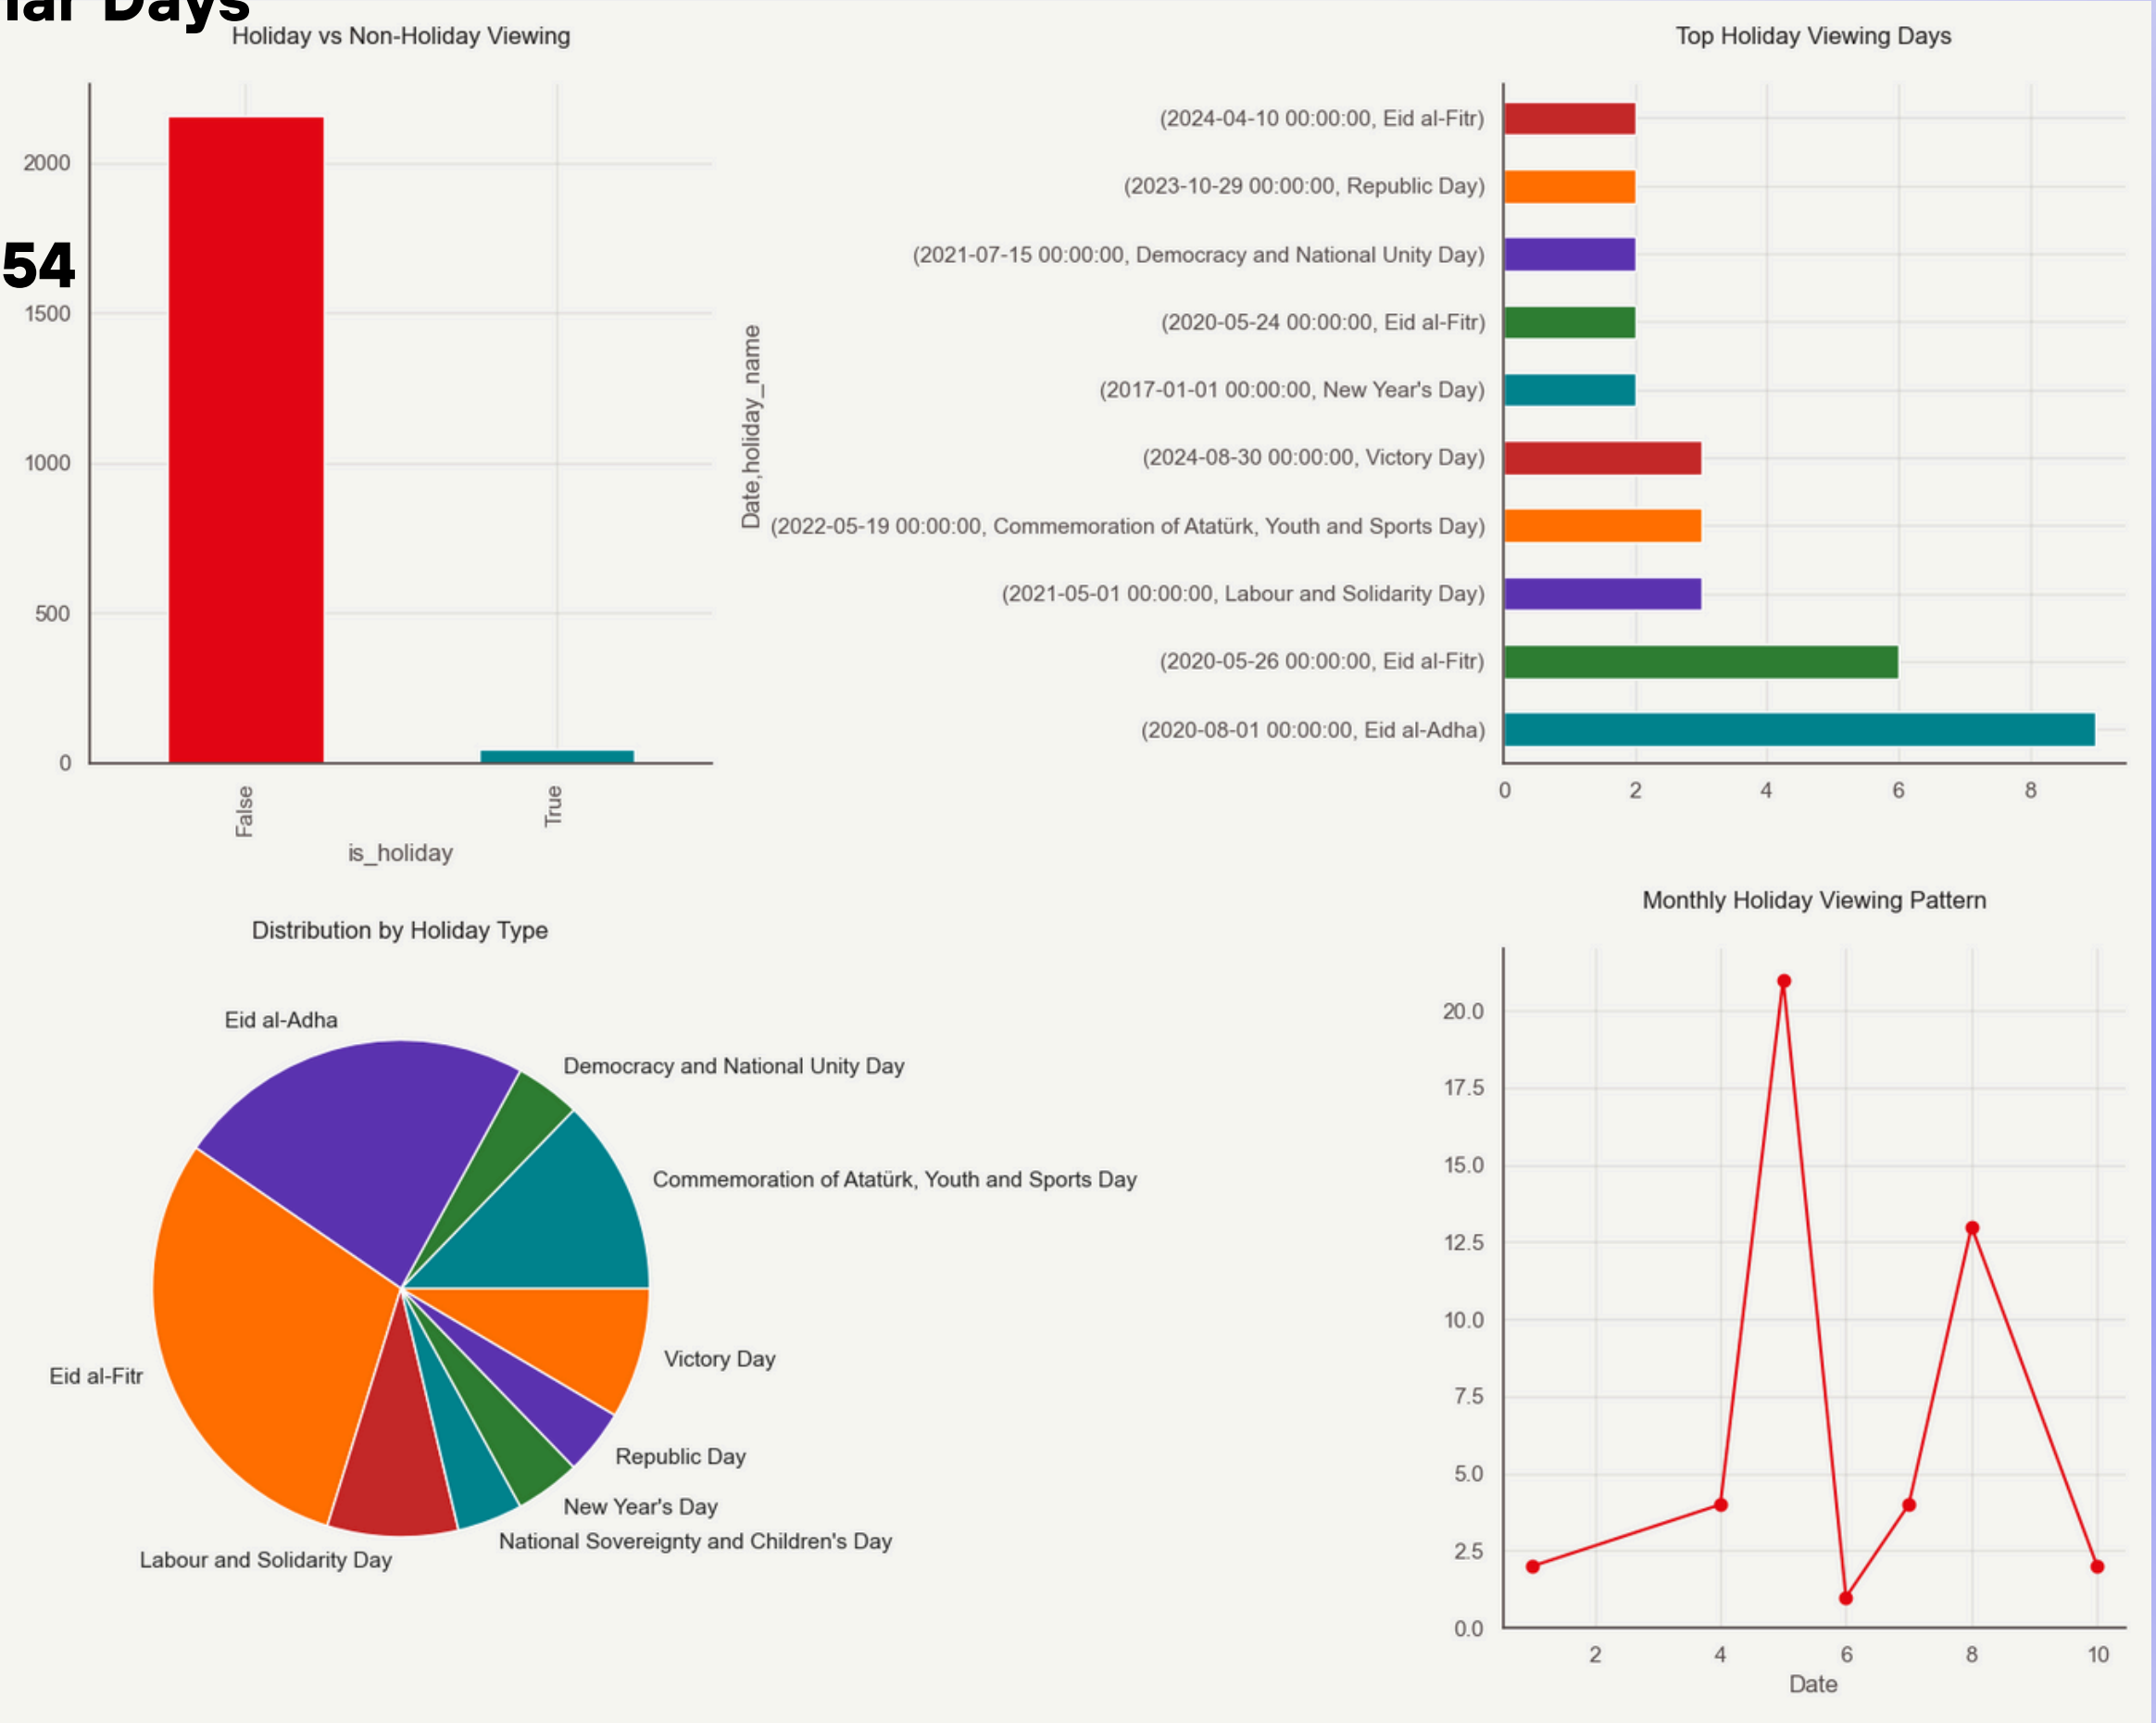 lar Days
Holiday vs Non-Holiday Viewing
2000
54
1500
1000
500
0
False
True
is_holiday
Top Holiday Viewing Days
Date,holiday_name
(2024-04-10 00:00:00, Eid al-Fitr)
(2023-10-29 00:00:00, Republic Day)
(2021-07-15 00:00:00, Democracy and National Unity Day)
(2020-05-24 00:00:00, Eid al-Fitr)
(2017-01-01 00:00:00, New Year's Day)
(2024-08-30 00:00:00, Victory Day)
(2022-05-19 00:00:00, Commemoration of Atatürk, Youth and Sports Day)
(2021-05-01 00:00:00, Labour and Solidarity Day)
(2020-05-26 00:00:00, Eid al-Fitr)
(2020-08-01 00:00:00, Eid al-Adha)
0 2 4 6 8
Distribution by Holiday Type
Eid al-Adha
Democracy and National Unity Day
Commemoration of Atatürk, Youth and Sports Day
Victory Day
Eid al-Fitr
Republic Day
New Year's Day
National Sovereignty and Children's Day
Labour and Solidarity Day
Monthly Holiday Viewing Pattern
20.0
17.5
15.0
12.5
10.0
7.5
5.0
2.5
0.0
2 4 6 8 10
Date